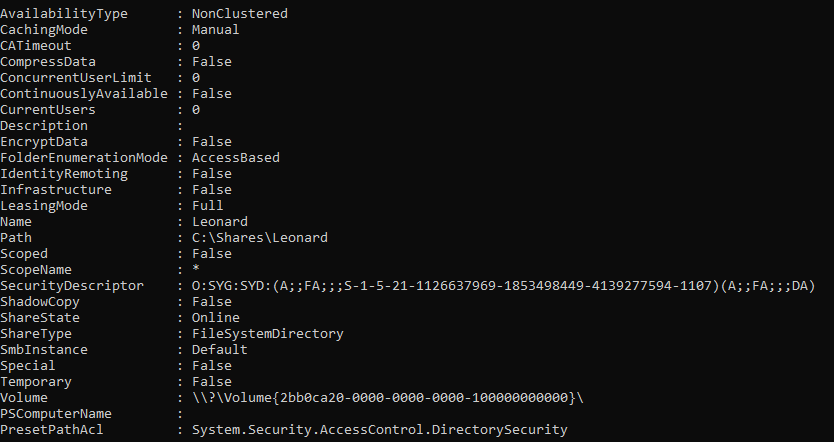 AvailabilityType      : NonClustered
CachingMode           : Manual
CATimeout             : 0
CompressData          : False
ConcurrentUserLimit   : 0
ContinuouslyAvailable : False
CurrentUsers          : 0
Description           :
EncryptData           : False
FolderEnumerationMode : AccessBased
IdentityRemoting      : False
Infrastructure        : False
LeasingMode           : Full
Name                  : Leonard
Path                  : C:\Shares\Leonard
Scoped                : False
ScopeName             : *
SecurityDescriptor    : O:SYG:SYD:(A;;FA;;;S-1-5-21-1126637969-1853498449-4139277594-1107)(A;;FA;;;DA)
ShadowCopy            : False
ShareState            : Online
ShareType             : FileSystemDirectory
SmbInstance           : Default
Special               : False
Temporary             : False
Volume                : \\?\Volume{2bb0ca20-0000-0000-0000-100000000000}\
PSComputerName        :
PresetPathAcl         : System.Security.AccessControl.DirectorySecurity